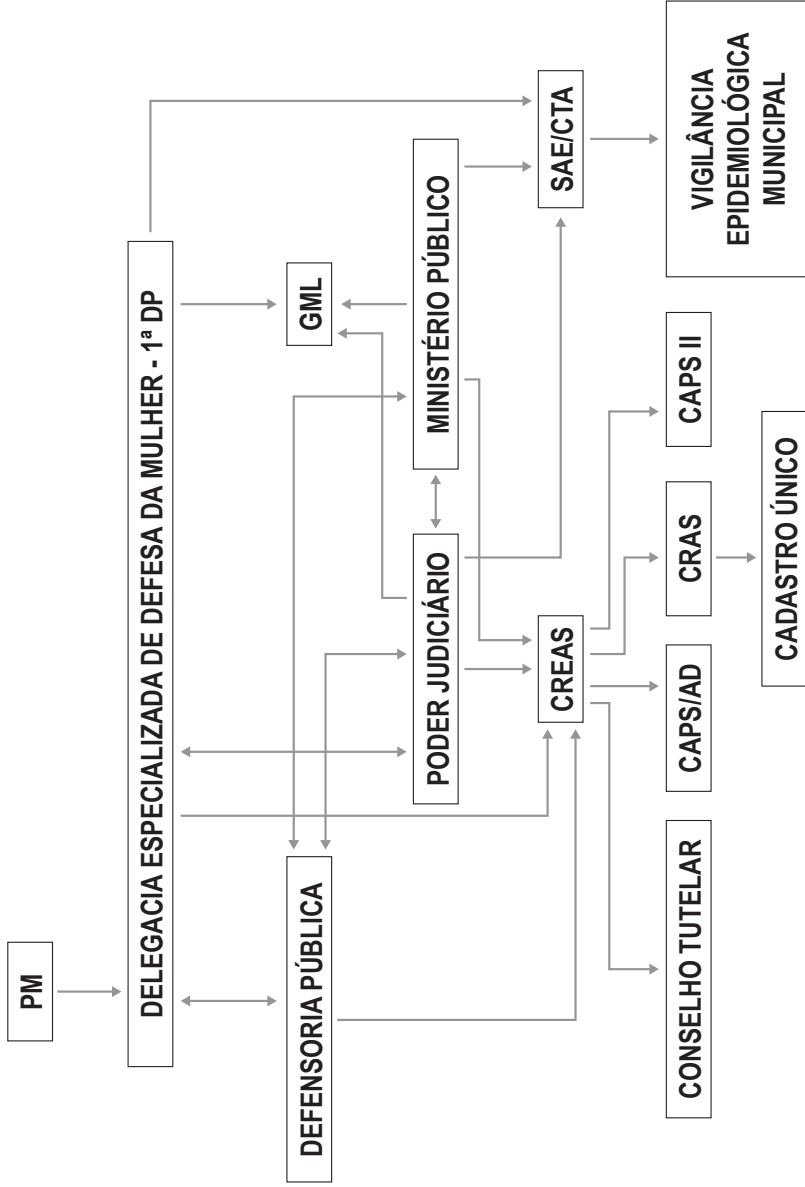 PM
DELEGACIA ESPECIALIZADA DE DEFESA DA MULHER - 1ª DP
DEFENSORIA PÚBLICA
GML
PODER JUDICIÁRIO
MINISTÉRIO PÚBLICO
CREAS
SAE/CTA
CONSELHO TUTELAR
CAPS/AD
CRAS
CAPS II
VIGILÂNCIA
EPIDEMIOLÓGICA
MUNICIPAL
CADASTRO ÚNICO